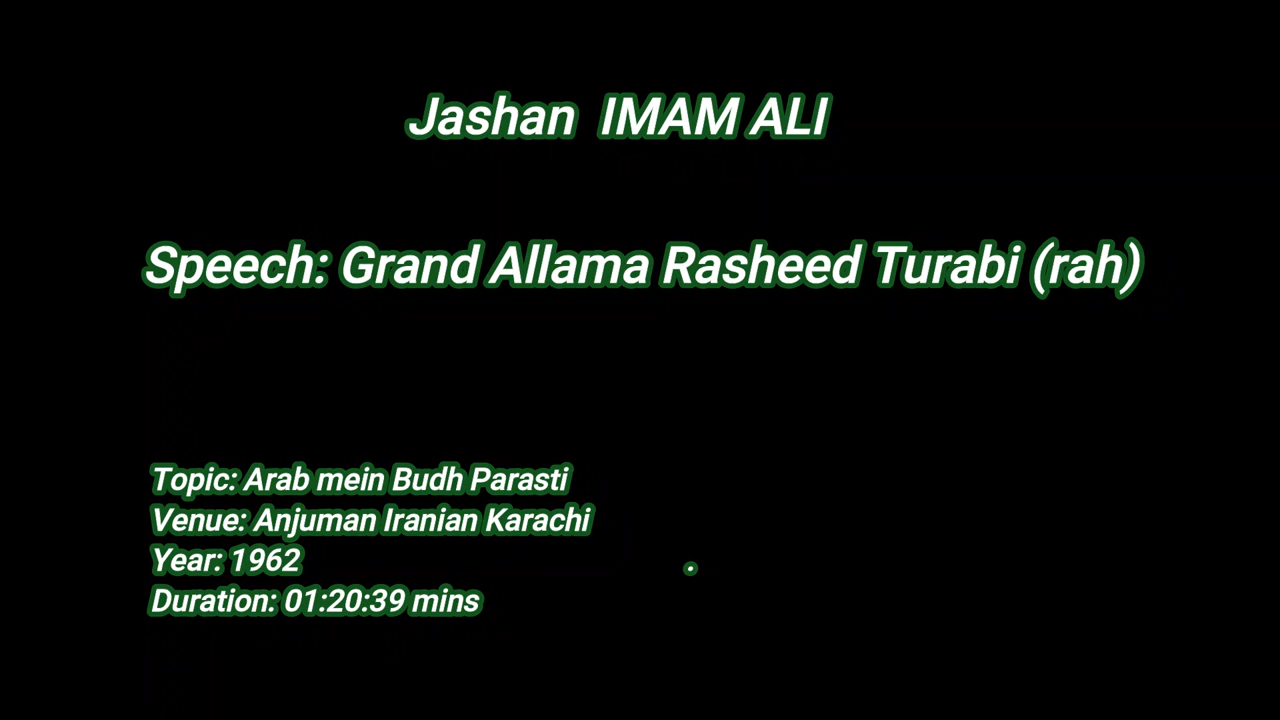 Jashan IMAM ALI
Speech: Grand Allama Rasheed Turabi (rah)
Topic: Arab mein Budh Parasti
Venue: Anjuman Iranian Karachi
Year: 1962 .
Duration: 01:20:39 mins